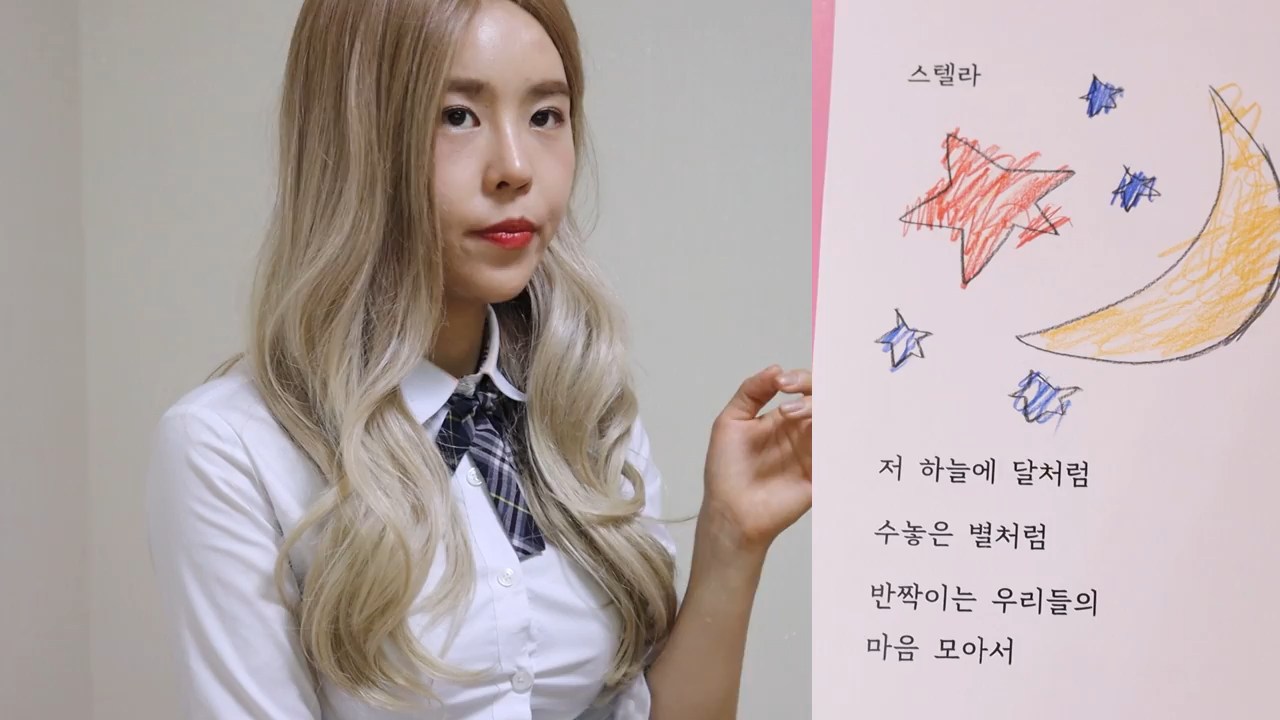 스텔라
저 하늘에 달처럼
수놓은 별처럼
반짝이는 우리들의
마음 모아서